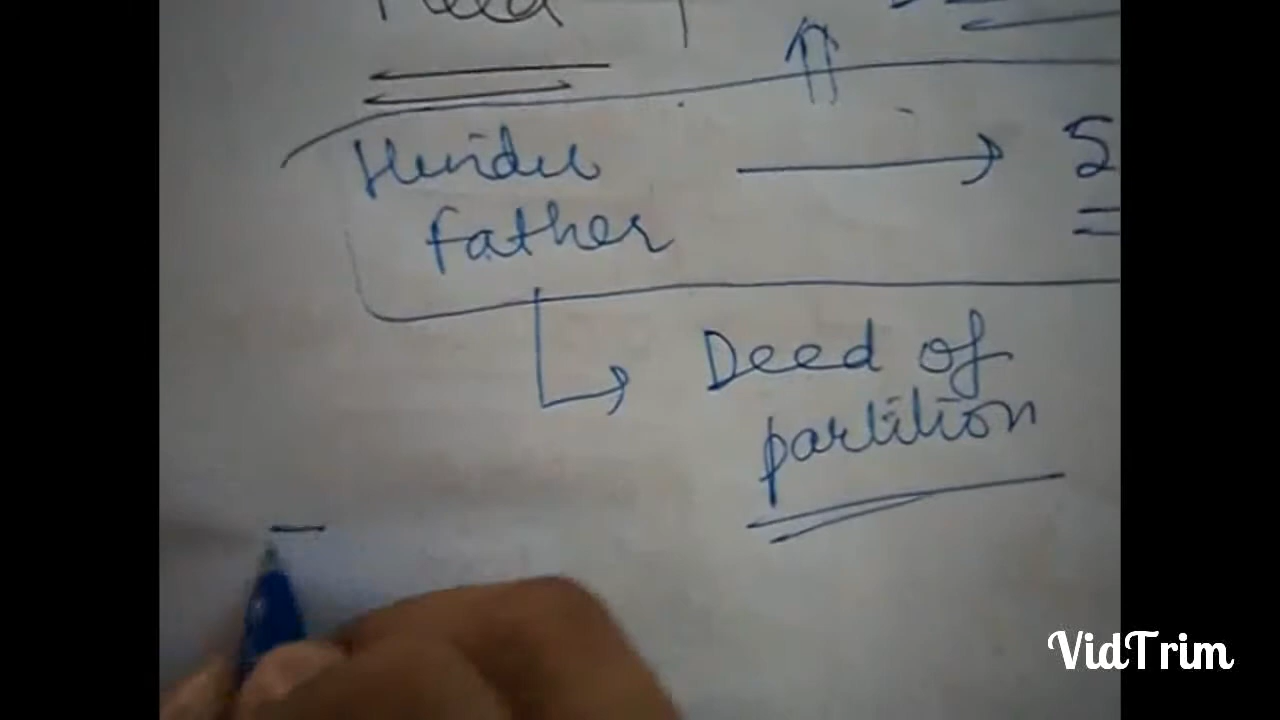 Hindu
father
Deed of
partition
VidTrim